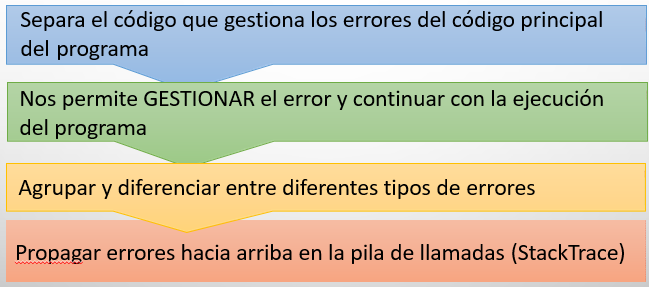 Separa el código que gestiona los errores del código principal
del programa
Nos permite GESTIONAR el error y continuar con la ejecución
del programa
Agrupar y diferenciar entre diferentes tipos de errores
Propagar errores hacia arriba en la pila de llamadas (StackTrace)